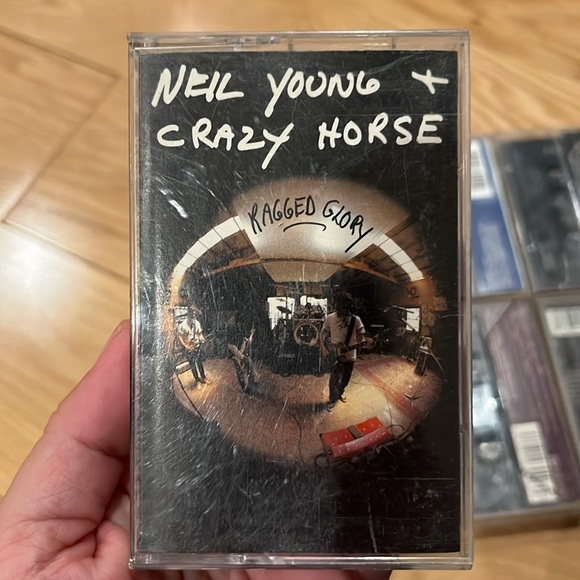 NEIL YOUNG +
CRAZY HORSE
RAGGED GLORY